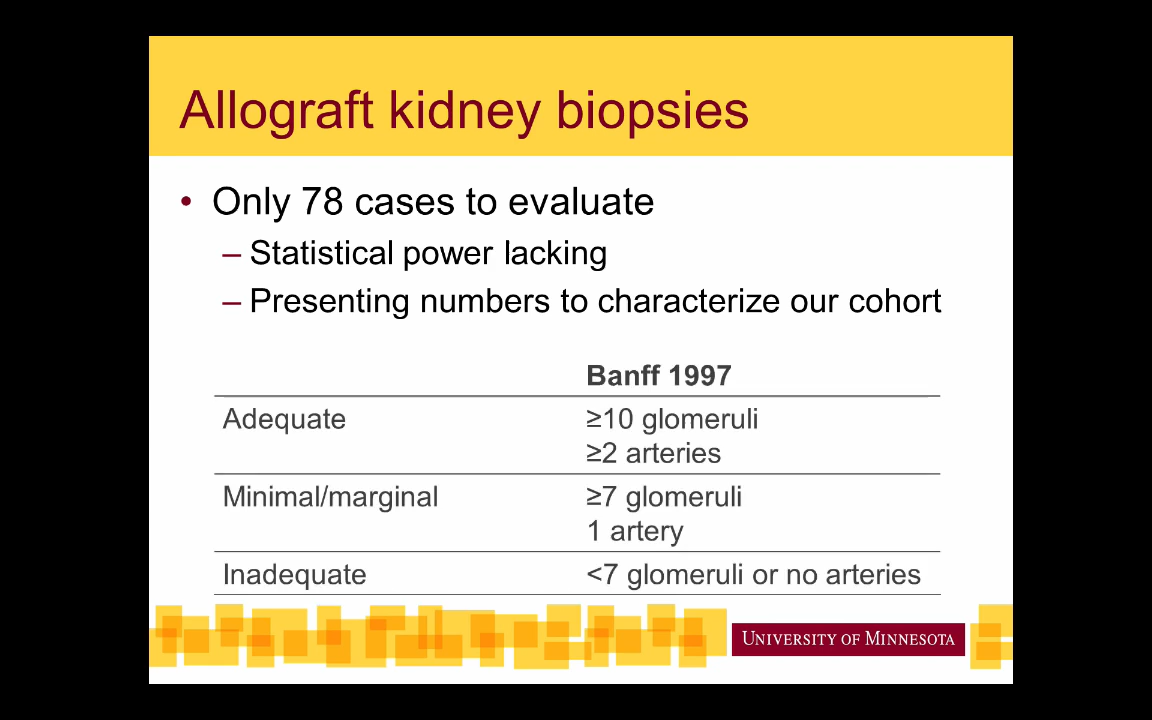 Allograft kidney biopsies
• Only 78 cases to evaluate
– Statistical power lacking
– Presenting numbers to characterize our cohort
Banff 1997
Adequate ≥10 glomeruli
≥2 arteries
Minimal/marginal ≥7 glomeruli
1 artery
Inadequate <7 glomeruli or no arteries
UNIVERSITY OF MINNESOTA